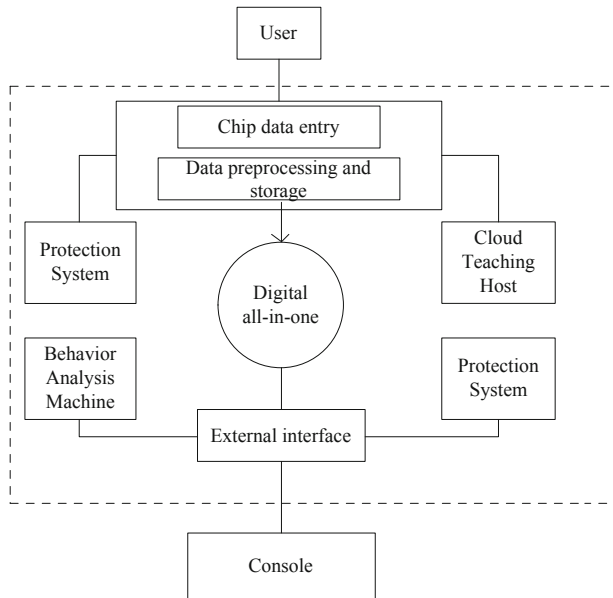 User
Chip data entry
Data preprocessing and
storage
Protection
System
Cloud
Teaching
Host
Digital
all-in-one
Behavior
Analysis
Machine
Protection
System
External interface
Console